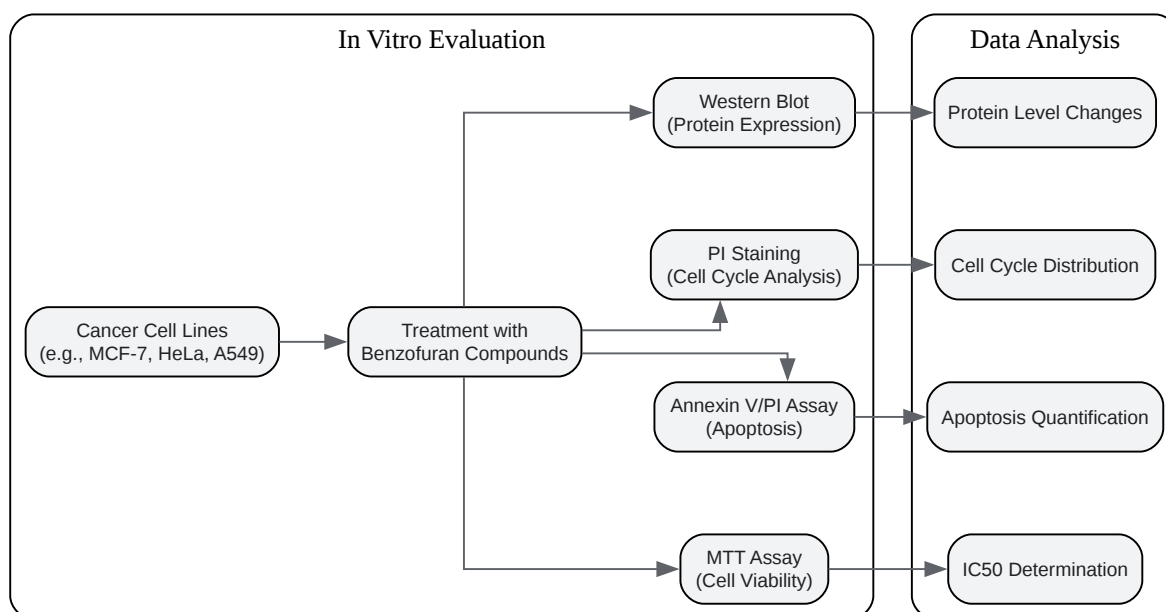 In Vitro Evaluation
Data Analysis
Western Blot
(Protein Expression)
Protein Level Changes
PI Staining
(Cell Cycle Analysis)
Cell Cycle Distribution
Cancer Cell Lines
(e.g., MCF-7, HeLa, A549)
Treatment with
Benzofuran Compounds
Annexin V/PI Assay
(Apoptosis)
Apoptosis Quantification
MTT Assay
(Cell Viability)
IC50 Determination